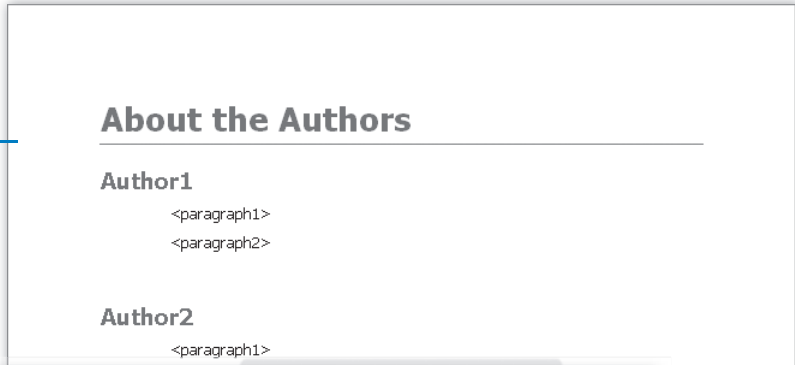 About the Authors
Author1
<paragraph1>
<paragraph2>
Author2
<paragraph1>